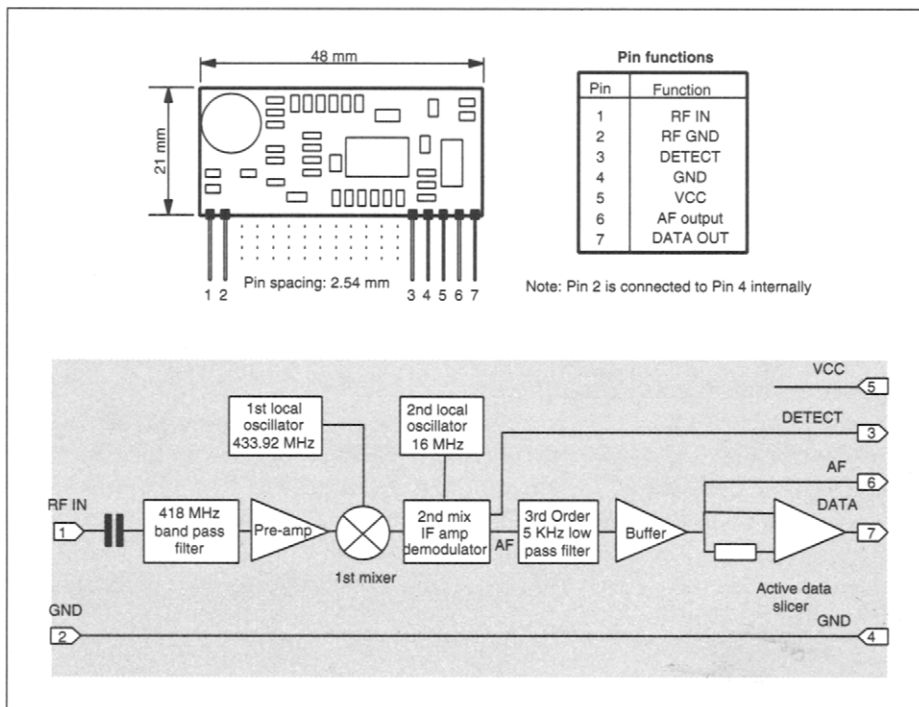 48 mm
21 mm
Pin spacing: 2.54 mm
1 2 3 4 5 6 7
Pin functions
Pin Function
1 RF IN
2 RF GND
3 DETECT
4 GND
5 VCC
6 AF output
7 DATA OUT
Note: Pin 2 is connected to Pin 4 internally
VCC
5
1st local
oscillator
433.92 MHz
2nd local
oscillator
16 MHz
DETECT
3
AF
6
RF IN
1
418 MHz
band pass
filter
Pre-amp
1st mixer
2nd mix
IF amp
demodulator
AF
3rd Order
5 KHz low
pass filter
Buffer
DATA
7
Active data
slicer
GND
2
GND
4